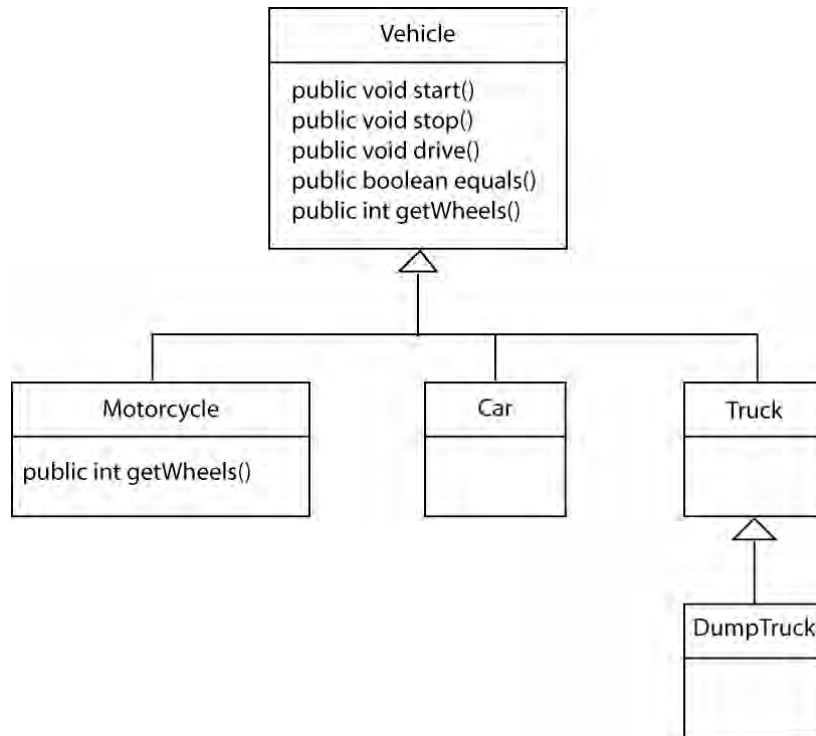 Vehicle
public void start()
public void stop()
public void drive()
public boolean equals()
public int getWheels()
Motorcycle
public int getWheels()
Car
Truck
DumpTruck